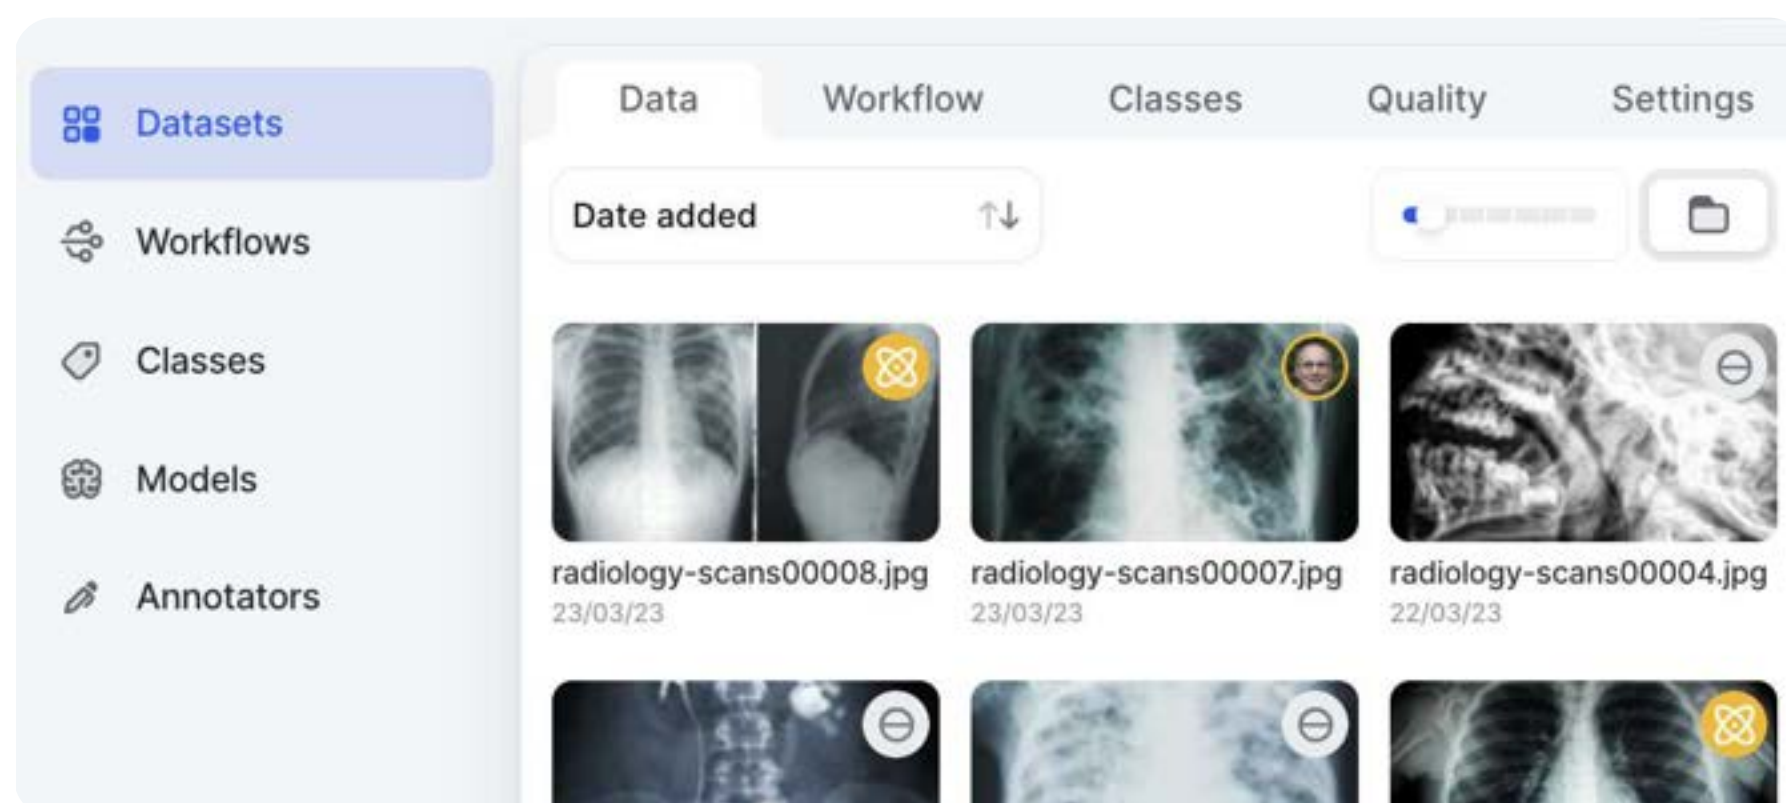 Datasets
Workflows
Classes
Models
Annotators
Data Workflow Classes Quality Settings
Date added
radiology-scans00008.jpg radiology-scans00007.jpg radiology-scans00004.jpg
23/03/23 23/03/23 22/03/23